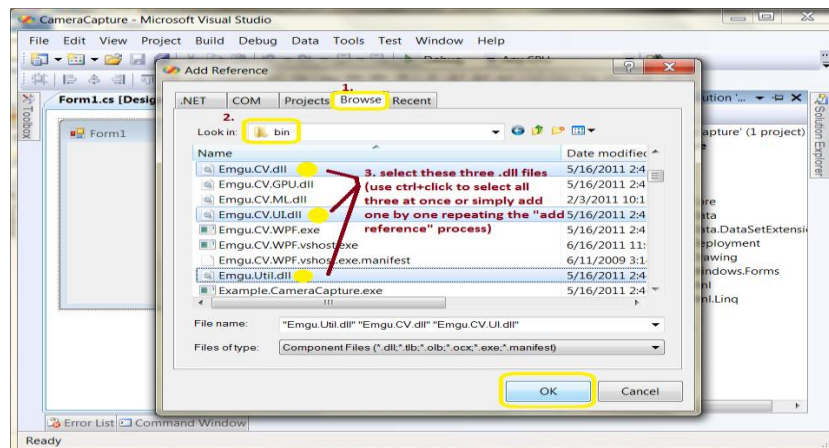 CameraCapture - Microsoft Visual Studio
File Edit View Project Build Debug Data Tools Test Window Help
Add Reference
1.
.NET COM Projects Browse Recent
2.
Look in: bin
Name Date modified
Emgu.CV.dll 5/16/2011 2:4
Emgu.CV.GPU.dll 5/16/2011 2:4
Emgu.CV.ML.dll 2/3/2011 10:1
Emgu.CV.UI.dll 5/16/2011 2:4
Emgu.CV.WPF.exe 5/16/2011 2:4
Emgu.CV.WPF.vshost.exe 6/16/2011 11:
Emgu.CV.WPF.vshost.exe.manifest 6/11/2009 3:1
Emgu.Util.dll 5/16/2011 2:4
Example.CameraCapture.exe 5/16/2011 2:4
3. select these three .dll files
(use ctrl+click to select all
three at once or simply add
one by one repeating the "add
reference" process)
File name: "Emgu.Util.dll" "Emgu.CV.dll" "Emgu.CV.UI.dll"
Files of type: Component Files (*.dll;*.tlb;*.olb;*.ocx;*.exe;*.manifest)
OK Cancel
Form1.cs [Desig
Form1
Toolbox
ution '...
Solution Explorer
apture' (1 project)
ata.DataSetExtensi
eployment
awing
indows.Forms
ml.Linq
Error List Command Window
Ready